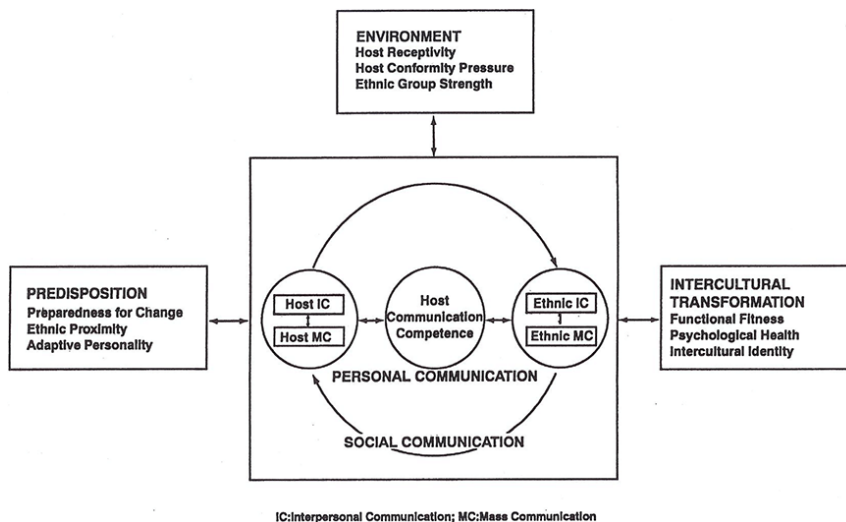 ENVIRONMENT
Host Receptivity
Host Conformity Pressure
Ethnic Group Strength
PREDISPOSITION
Preparedness for Change
Ethnic Proximity
Adaptive Personality
Host IC
Host MC
Host
Communication
Competence
Ethnic IC
Ethnic MC
INTERCULTURAL
TRANSFORMATION
Functional Fitness
Psychological Health
Intercultural Identity
PERSONAL COMMUNICATION
SOCIAL COMMUNICATION
IC:Interpersonal Communication; MC:Mass Communication